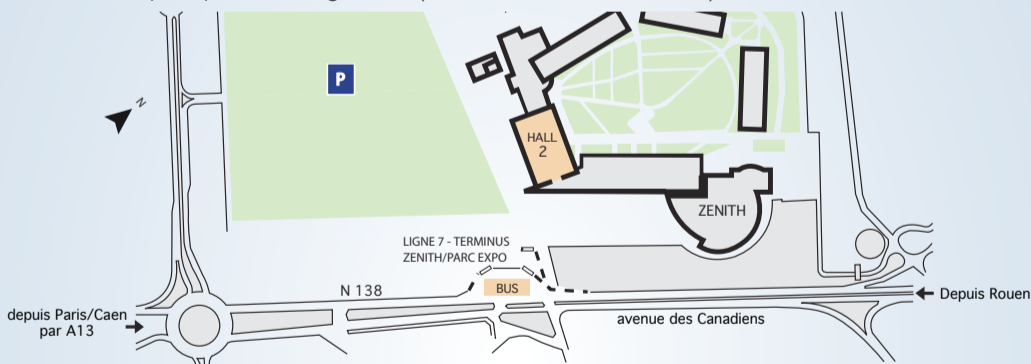 P
N
HALL
2
ZENITH
LIGNE 7 - TERMINUS
ZENITH/PARC EXPO
BUS
N 138
depuis Paris/Caen
par A13
Depuis Rouen
avenue des Canadiens